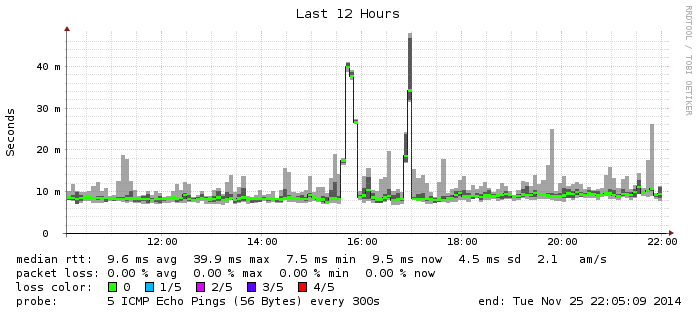 Last 12 Hours
RRDTOOL / TOBI OETIKER
Seconds
40 m
30 m
20 m
10 m
0
12:00 14:00 16:00 18:00 20:00 22:00
median rtt: 9.6 ms avg 39.9 ms max 7.5 ms min 9.5 ms now 4.5 ms sd 2.1 am/s
packet loss: 0.00 % avg 0.00 % max 0.00 % min 0.00 % now
loss color: 0 1/5 2/5 3/5 4/5
probe: 5 ICMP Echo Pings (56 Bytes) every 300s end: Tue Nov 25 22:05:09 2014